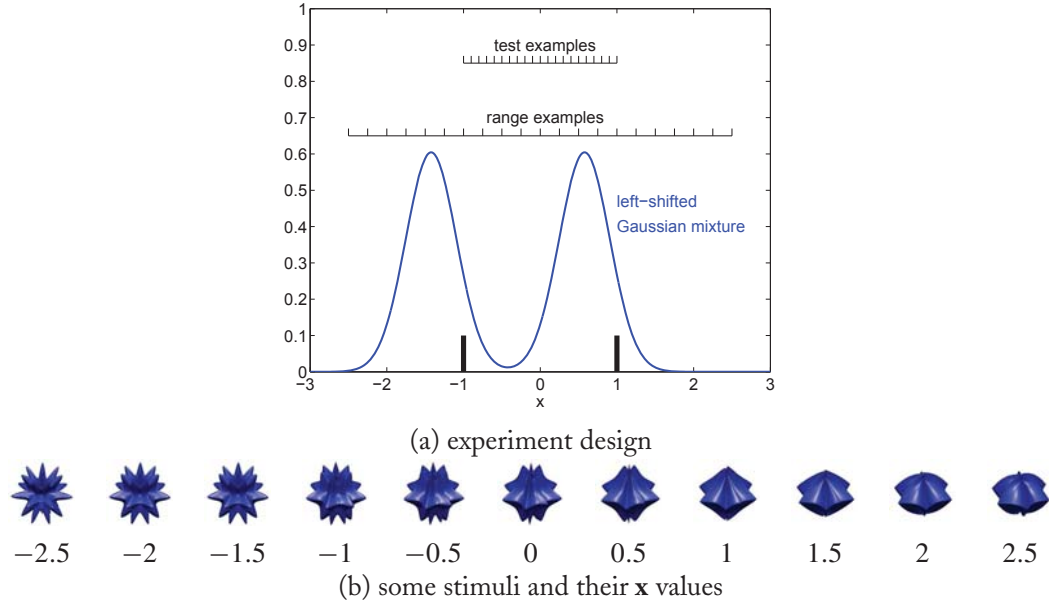 1
0.9
test examples
0.8
0.7
range examples
0.6
0.5
left−shifted
Gaussian mixture
0.4
0.3
0.2
0.1
0
−3 −2 −1 0 1 2 3
x
(a) experiment design
−2.5 −2 −1.5 −1 −0.5 0 0.5 1 1.5 2 2.5
(b) some stimuli and their x values